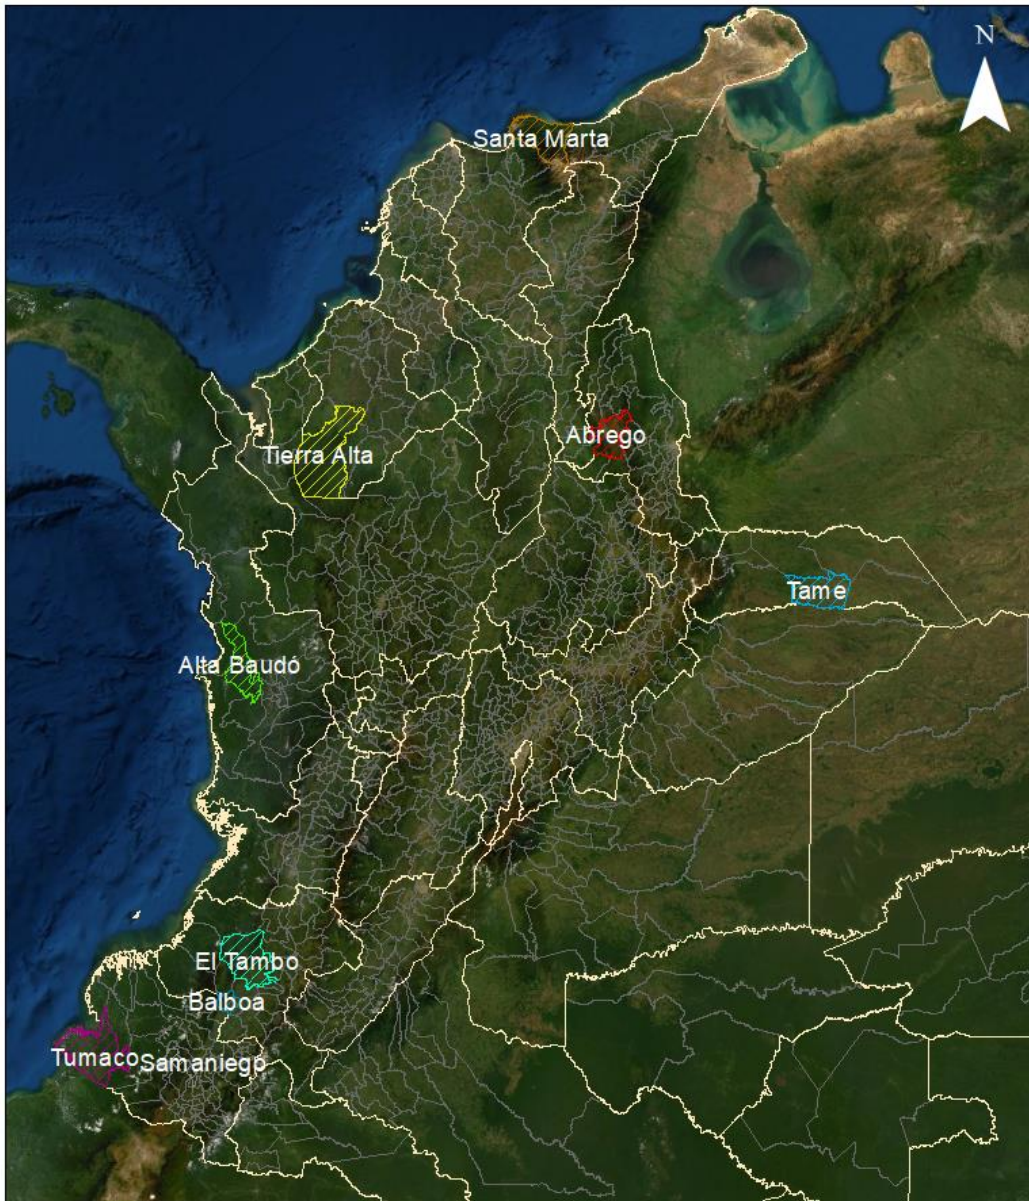 N
Santa Marta
Abrego
Tierra Alta
Tame
Alta Baudó
El Tambo
Balboa
Tumaco
Samaniego